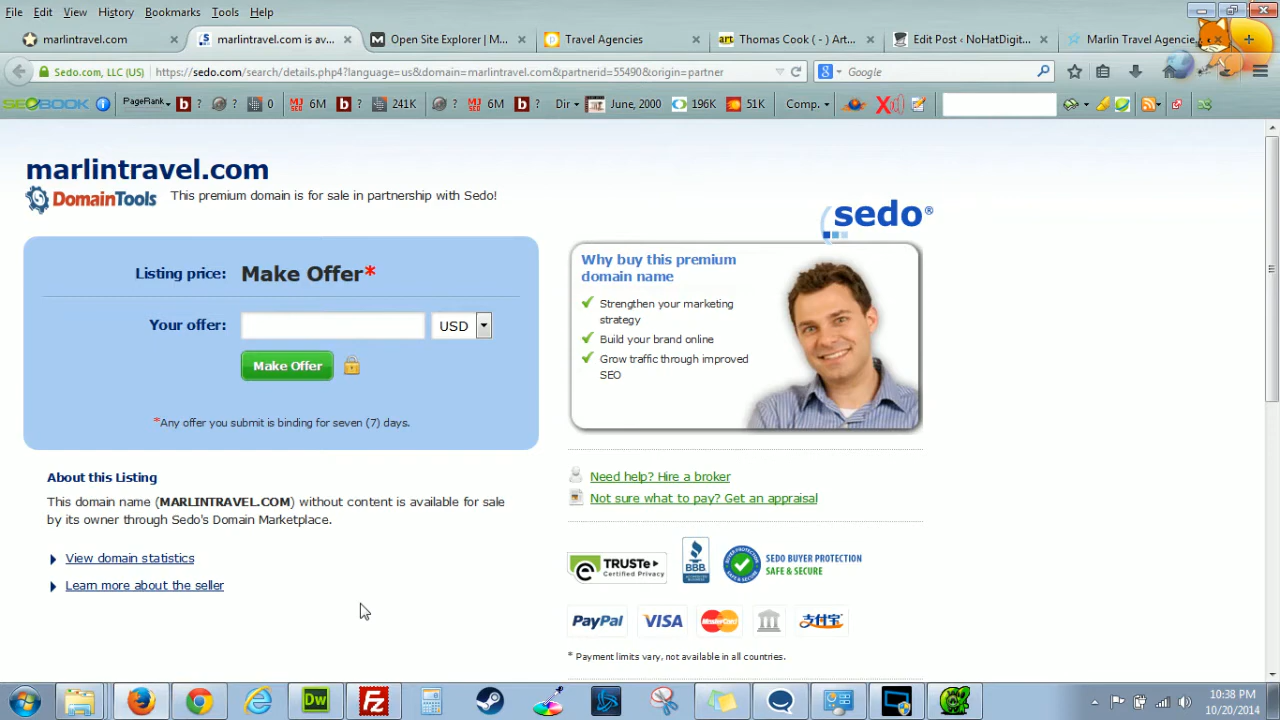 File Edit View History Bookmarks Tools Help
marlintravel.com
marlintravel.com is av...
Open Site Explorer | M...
Travel Agencies
Thomas Cook ( - ) Art...
Edit Post ‹ NoHatDigit...
Marlin Travel Agencie
Sedo.com, LLC (US)
https://sedo.com/search/details.php4?language=us&domain=marlintravel.com&partnerid=55490&origin=partner
Google
SEOBOOK PageRank ? ? 0 6M ? 241K ? 6M ? Dir June, 2000 196K 51K Comp.
marlintravel.com
DomainTools This premium domain is for sale in partnership with Sedo!
sedo®
Listing price: Make Offer*
Your offer: USD
Make Offer
*Any offer you submit is binding for seven (7) days.
Why buy this premium
domain name
Strengthen your marketing
strategy
Build your brand online
Grow traffic through improved
SEO
About this Listing
This domain name (MARLINTRAVEL.COM) without content is available for sale
by its owner through Sedo's Domain Marketplace.
View domain statistics
Learn more about the seller
Need help? Hire a broker
Not sure what to pay? Get an appraisal
TRUSTe
Certified Privacy
BBB
SEDO BUYER PROTECTION
SAFE & SECURE
PayPal VISA MasterCard 支付宝
* Payment limits vary, not available in all countries.
Dw Fz
10:38 PM
10/20/2014